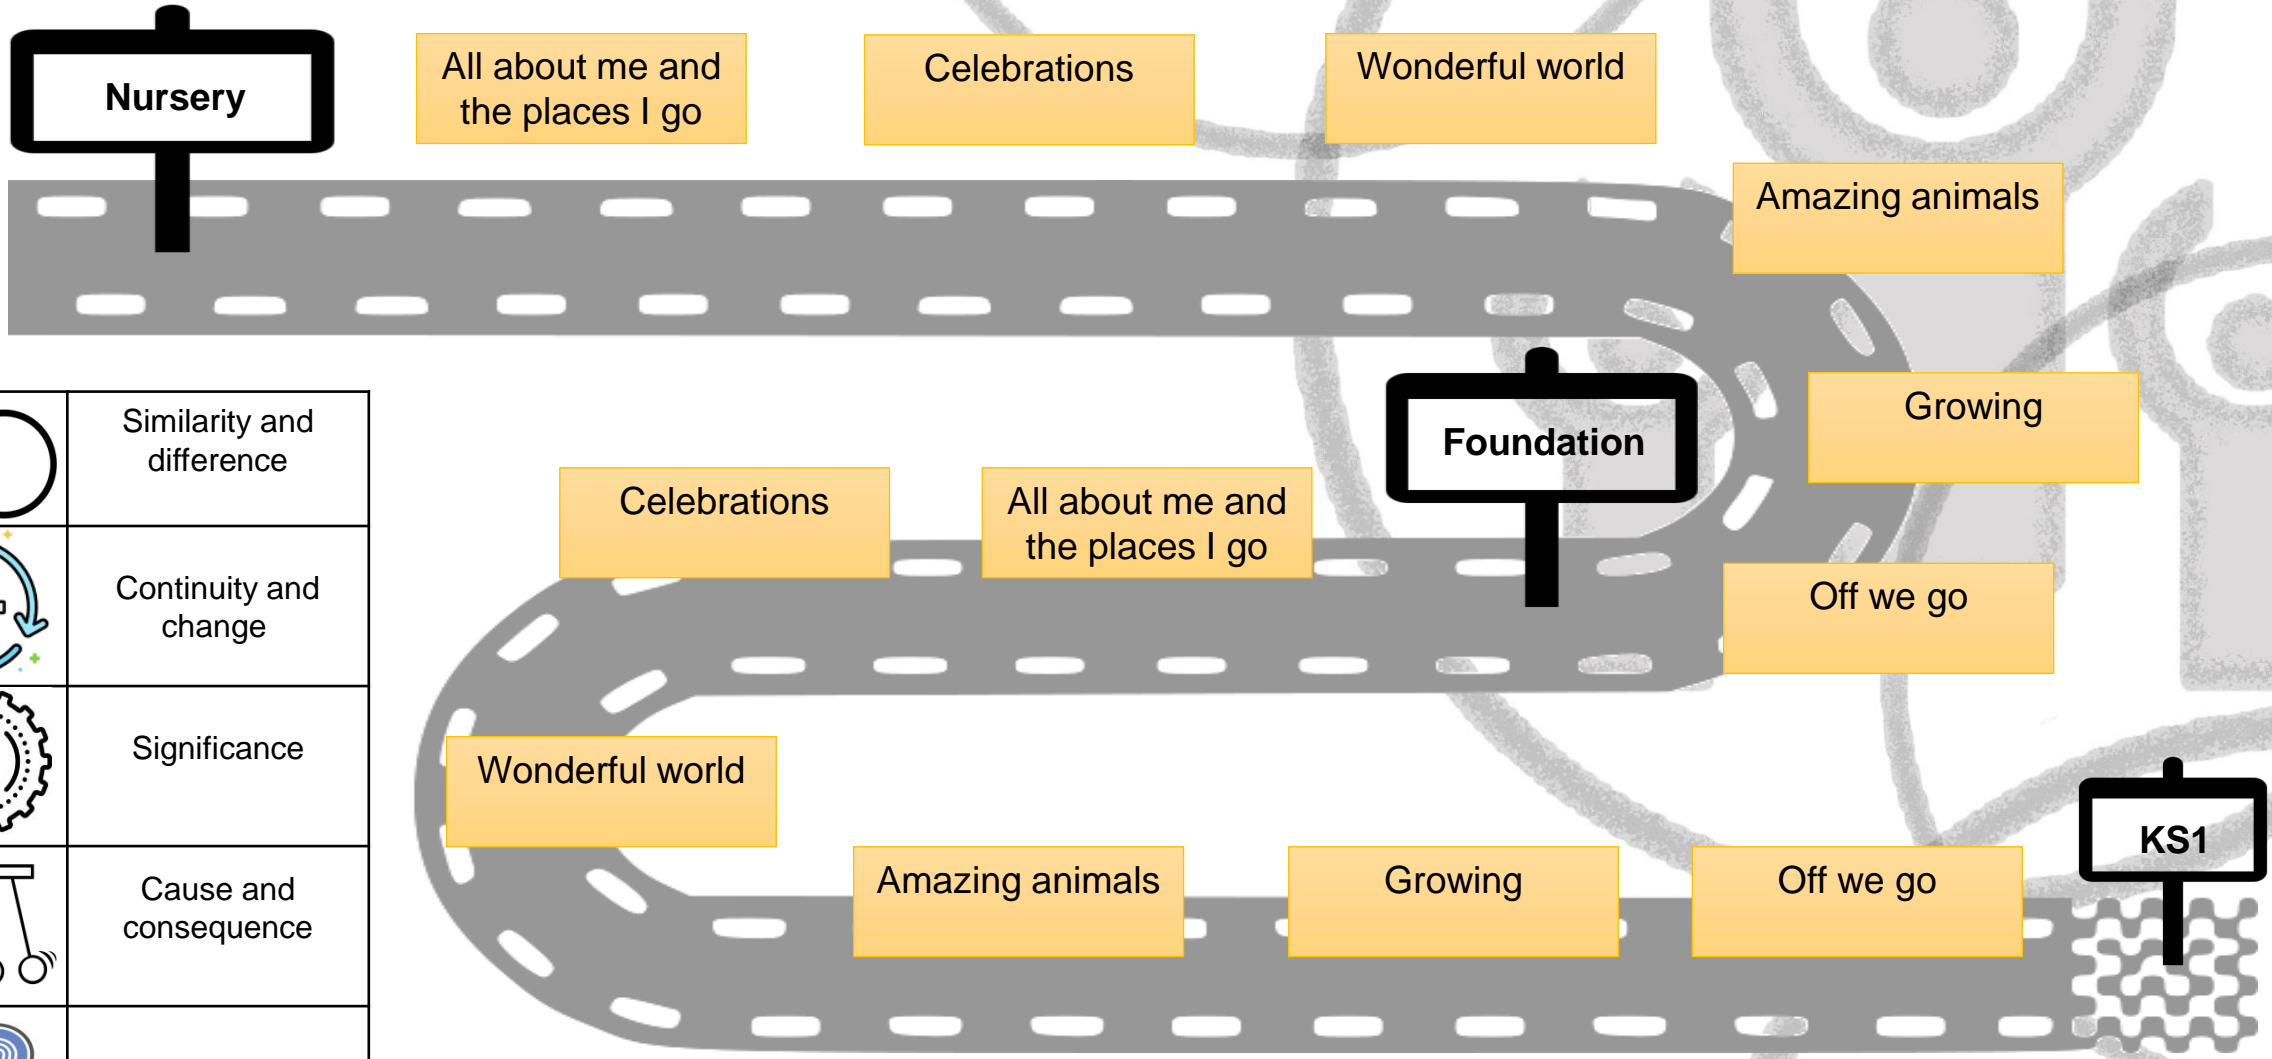 Nursery
All about me and
the places I go
Celebrations
Wonderful world
Amazing animals
Growing
Off we go
Foundation
All about me and
the places I go
Celebrations
Wonderful world
Amazing animals
Growing
Off we go
KS1
Similarity and
difference
Continuity and
change
Significance
Cause and
consequence